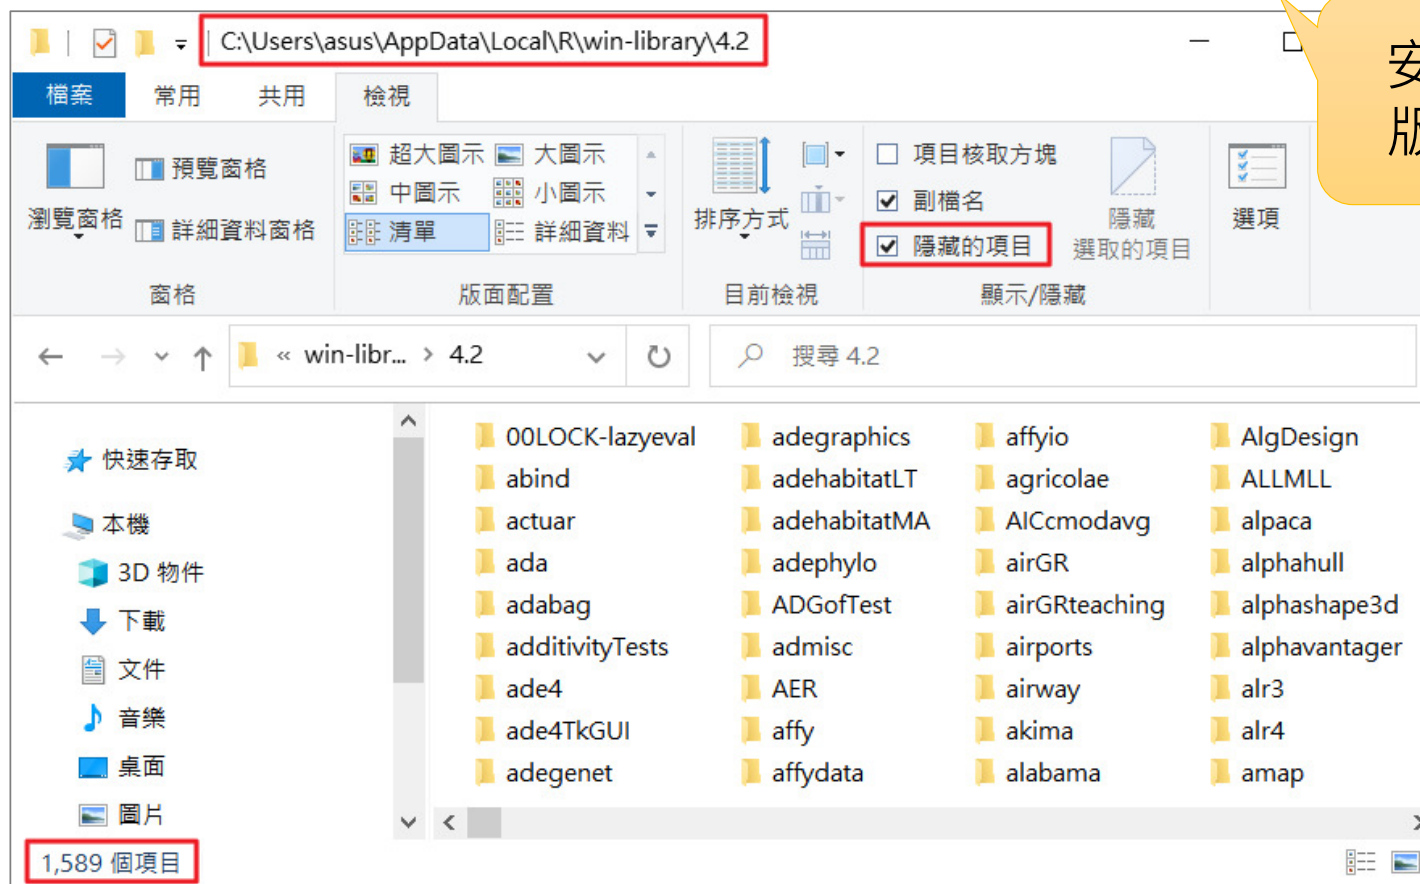 C:\Users\asus\AppData\Local\R\win-library\4.2
安
檔案 常用 共用 檢視
預覽窗格 超大圖示 大圖示 項目核取方塊
中圖示 小圖示 副檔名
瀏覽窗格 詳細資料窗格 清單 詳細資料 排序方式 隱藏的項目 隱藏 選取的項目 選項
窗格 版面配置 目前檢視 顯示/隱藏
« win-libr... > 4.2 搜尋 4.2
快速存取
本機
3D 物件
下載
文件
音樂
桌面
圖片
00LOCK-lazyeval adegraphics affyio AlgDesign
abind adehabitatLT agricolae ALLMLL
actuar adehabitatMA AICcmodavg alpaca
ada adephylo airGR alphahull
adabag ADGofTest airGRteaching alphashape3d
additivityTests admisc airports alphavantager
ade4 AER airway alr3
ade4TkGUI affy akima alr4
adegenet affydata alabama amap
1,589 個項目